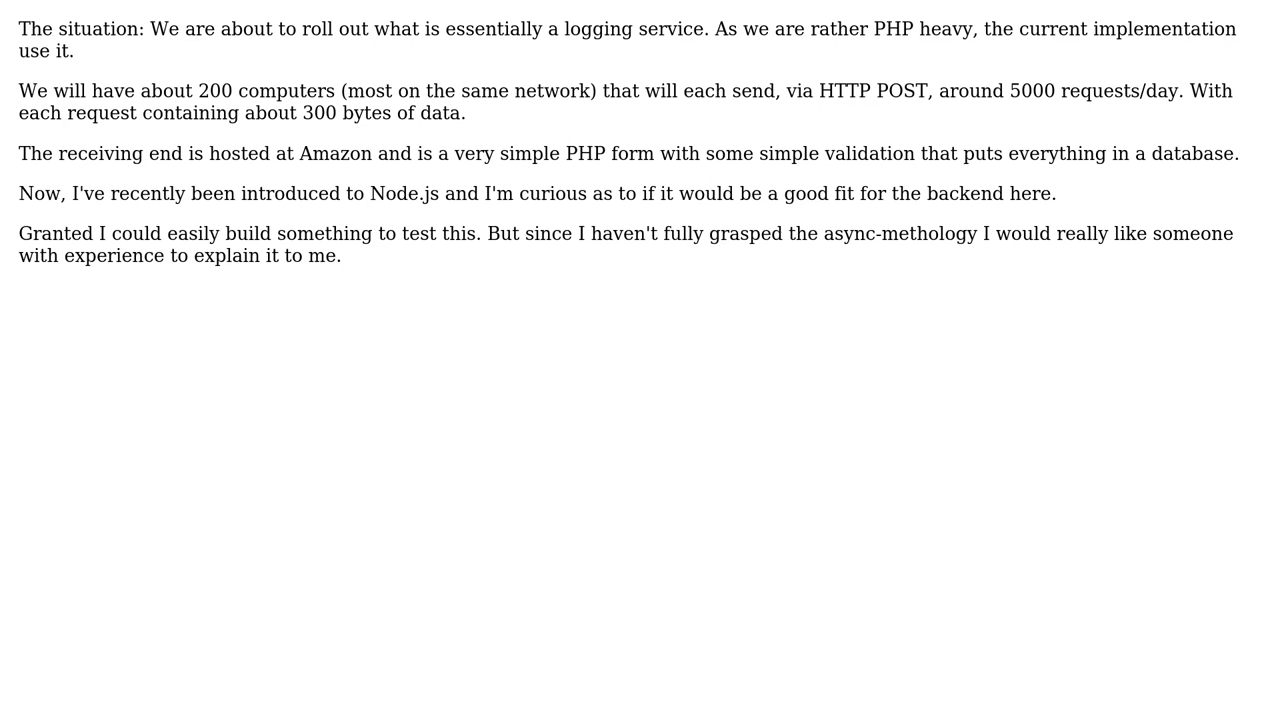 The situation: We are about to roll out what is essentially a logging service. As we are rather PHP heavy, the current implementation
use it.
We will have about 200 computers (most on the same network) that will each send, via HTTP POST, around 5000 requests/day. With
each request containing about 300 bytes of data.
The receiving end is hosted at Amazon and is a very simple PHP form with some simple validation that puts everything in a database.
Now, I've recently been introduced to Node.js and I'm curious as to if it would be a good fit for the backend here.
Granted I could easily build something to test this. But since I haven't fully grasped the async-methology I would really like someone
with experience to explain it to me.